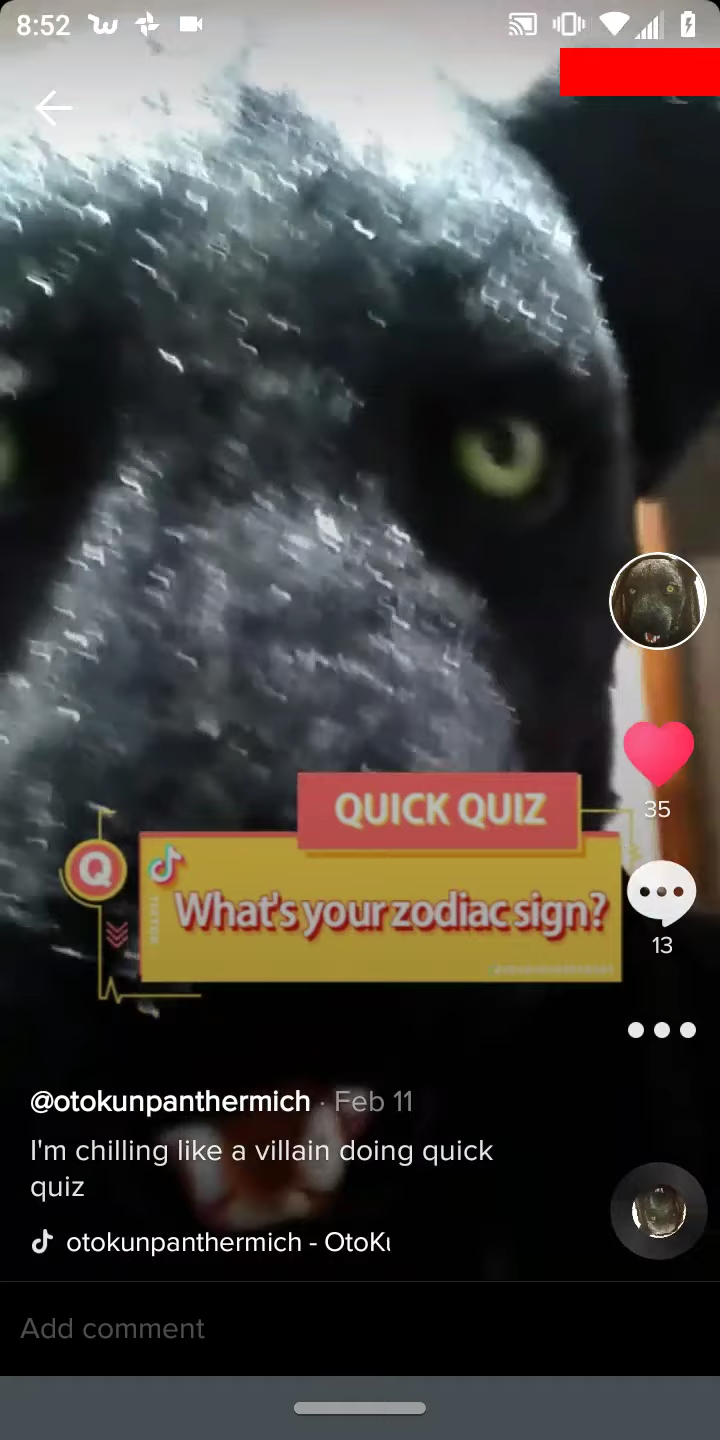 8:52
QUICK QUIZ
Q
What's your zodiac sign?
35
13
@otokunpanthermich · Feb 11
I'm chilling like a villain doing quick
quiz
otokunpanthermich - OtoKu
Add comment